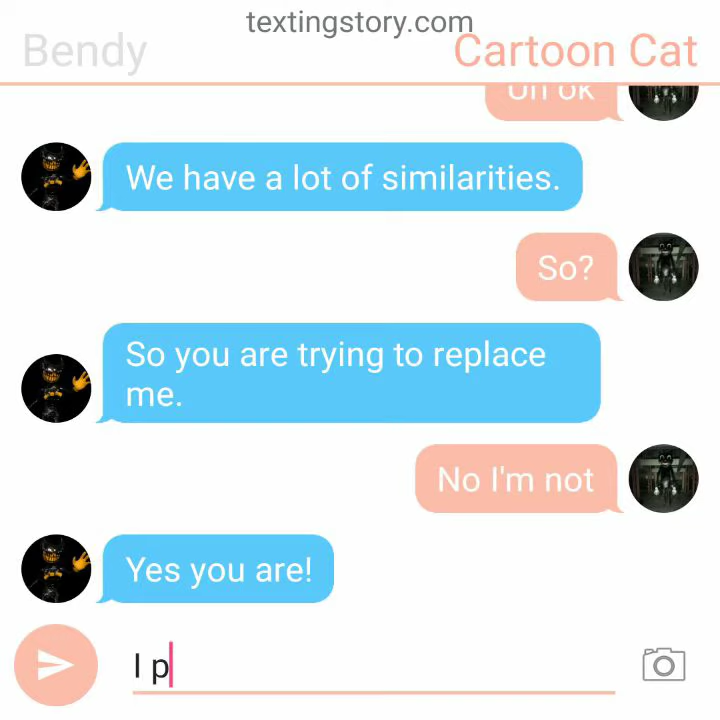 textingstory.com
Bendy
Cartoon Cat
Uh ok
We have a lot of similarities.
So?
So you are trying to replace
me.
No I'm not
Yes you are!
I p